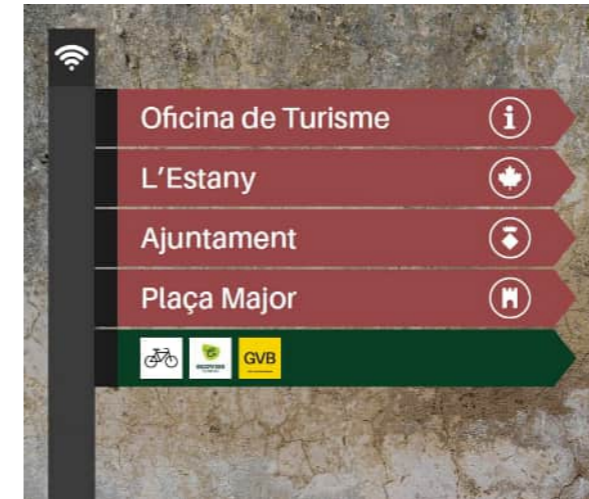 Oficina de Turisme
L'Estany
Ajuntament
Plaça Major
GVB